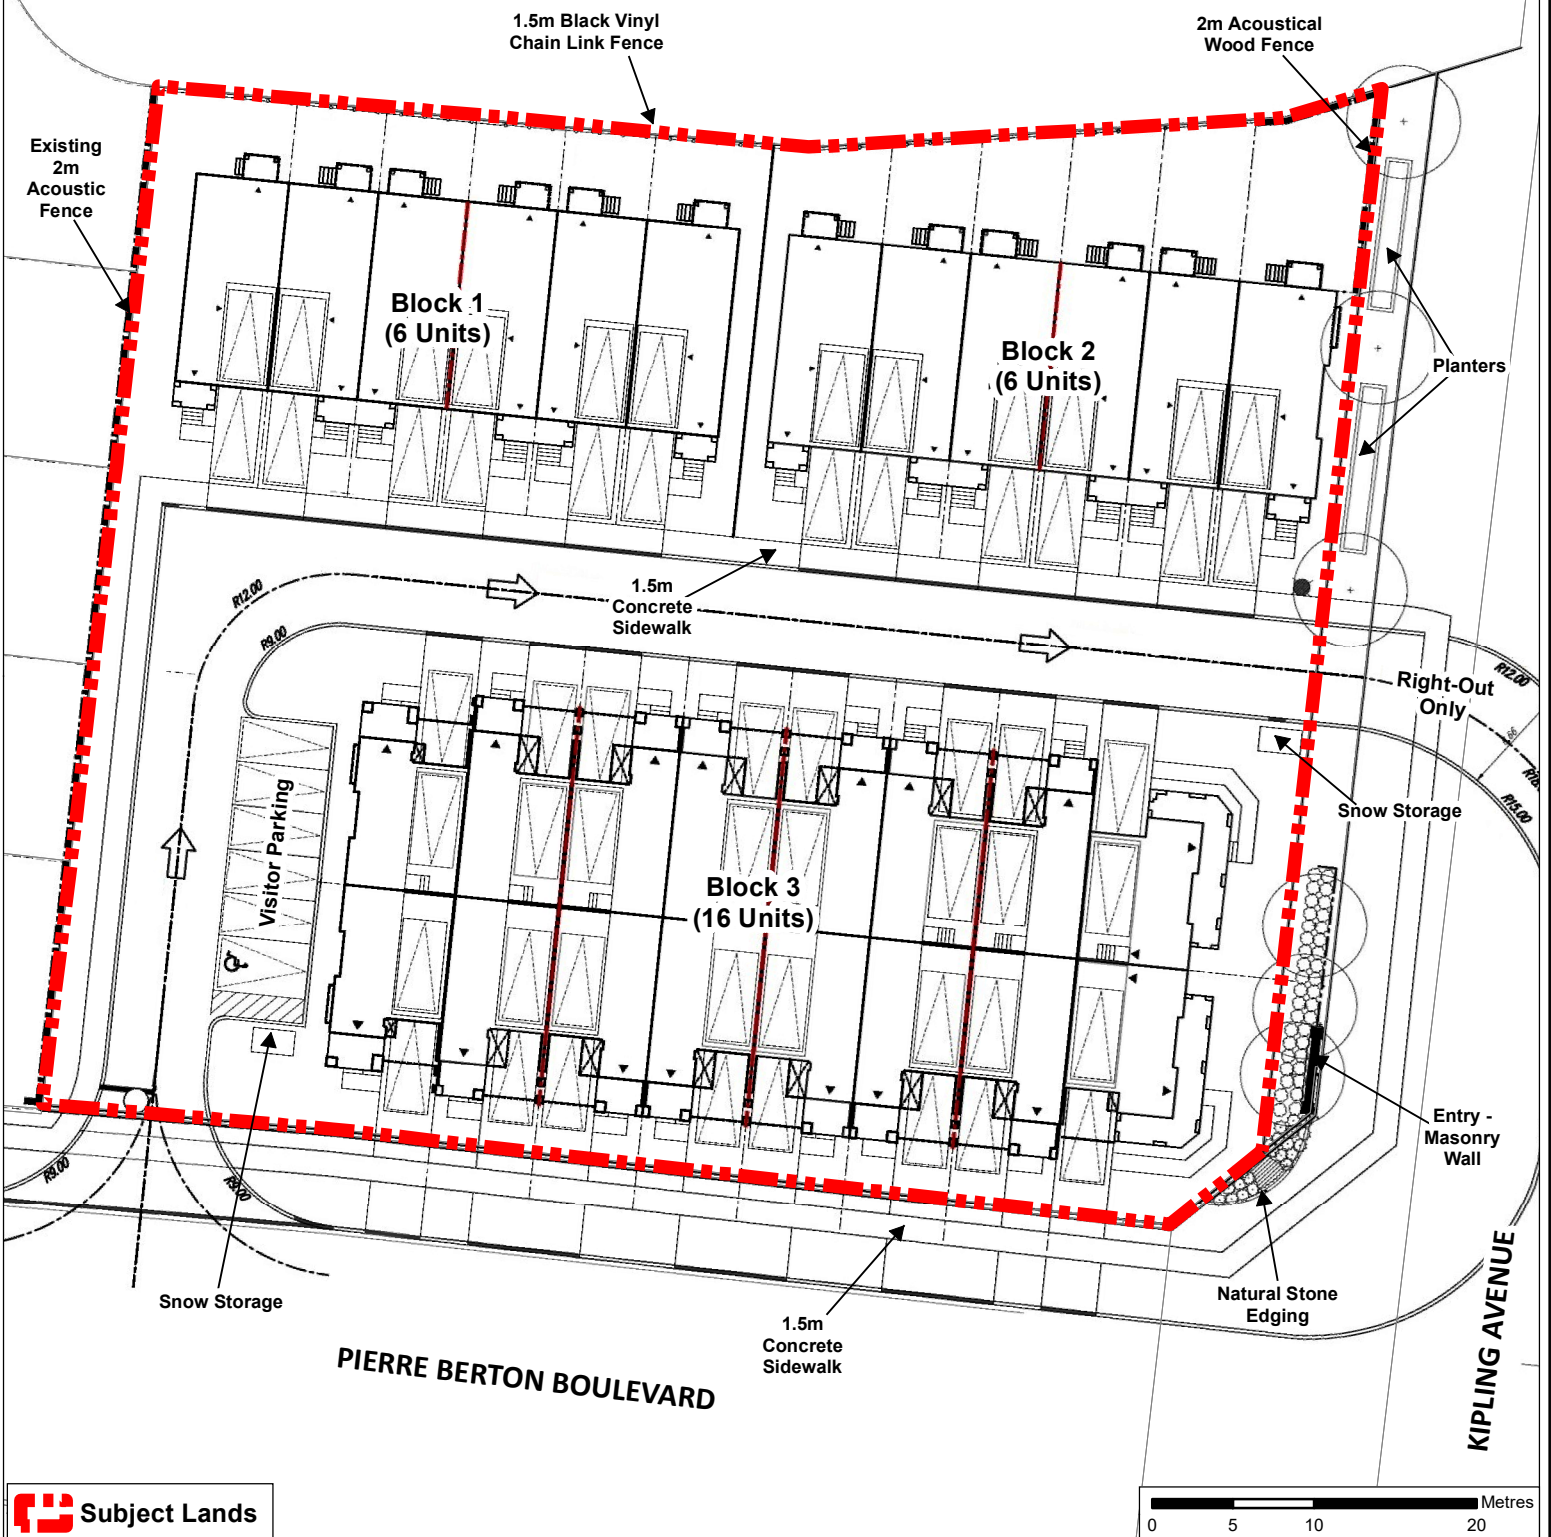 1.5m Black Vinyl
Chain Link Fence
2m Acoustical
Wood Fence
Existing
2m
Acoustic
Fence
Block 1
(6 Units)
Block 2
(6 Units)
Planters
1.5m
Concrete
Sidewalk
R12.00
R9.00
Right-Out
Only
R12.00
Snow Storage
R15.00
Visitor Parking
Block 3
(16 Units)
Entry -
Masonry
Wall
R9.00
R9.00
Snow Storage
Natural Stone
Edging
1.5m
Concrete
Sidewalk
PIERRE BERTON BOULEVARD
KIPLING AVENUE
Subject Lands
Metres
0 5 10 20